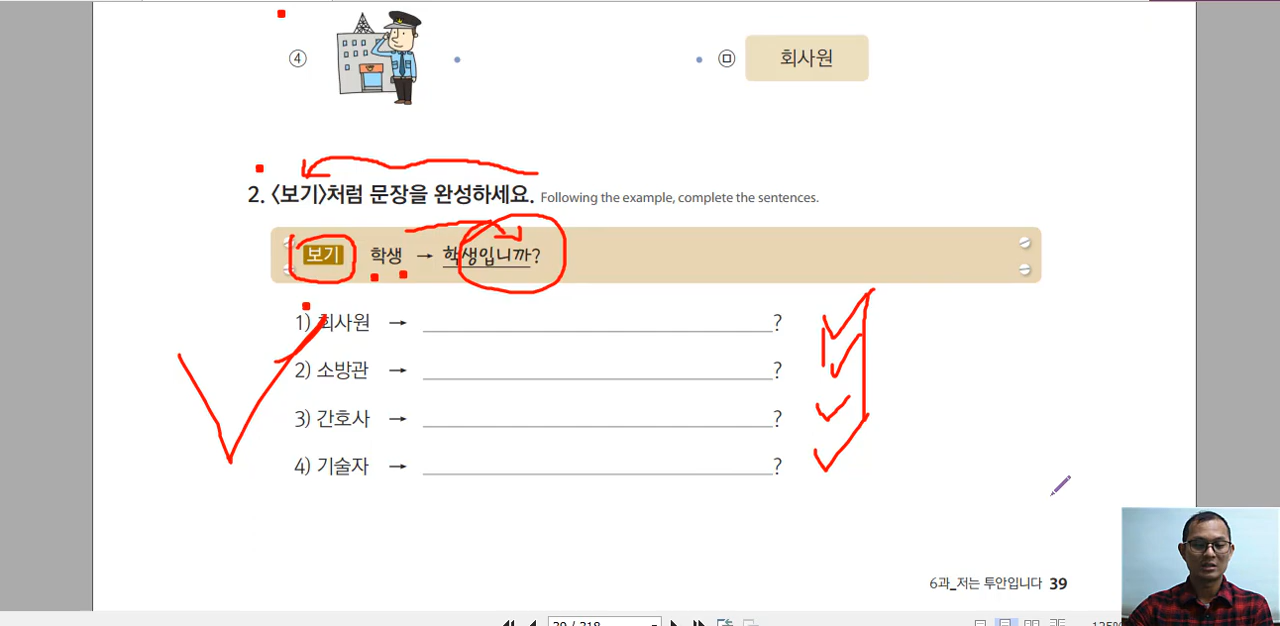 ④ ㅁ 회사원
2. <보기>처럼 문장을 완성하세요. Following the example, complete the sentences.
보기 학생 → 학생입니까?
1) 회사원 → ?
2) 소방관 → ?
3) 간호사 → ?
4) 기술자 → ?
6과_저는 투안입니다 39
39 / 318
125%